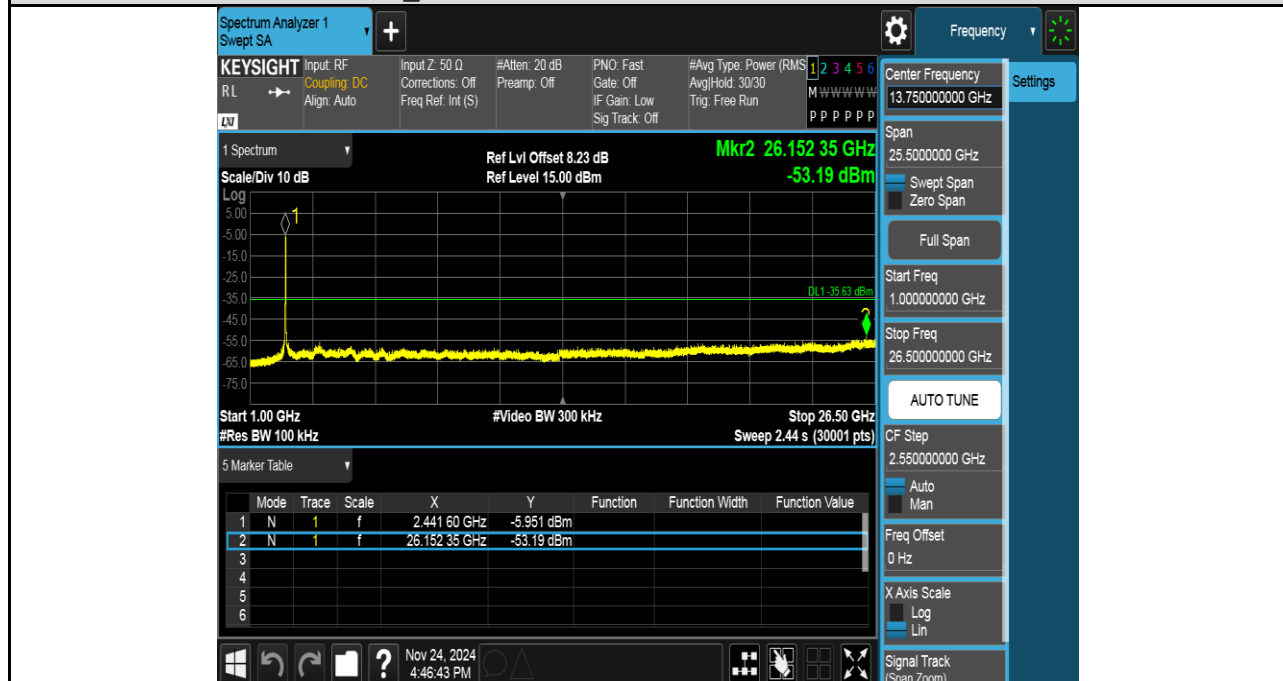 Spectrum Analyzer 1
Swept SA
+
Frequency
KEYSIGHT
RL
LXI
Input: RF
Coupling: DC
Align: Auto
Input Z: 50 Ω
Corrections: Off
Freq Ref: Int (S)
#Atten: 20 dB
Preamp: Off
PNO: Fast
Gate: Off
IF Gain: Low
Sig Track: Off
#Avg Type: Power (RMS
Avg|Hold: 30/30
Trig: Free Run
1 2 3 4 5 6
M W W W W W
P P P P P P
1 Spectrum
Scale/Div 10 dB
Ref Lvl Offset 8.23 dB
Ref Level 15.00 dBm
Mkr2 26.152 35 GHz
-53.19 dBm
Log
5.00
-5.00
-15.0
-25.0
-35.0
-45.0
-55.0
-65.0
-75.0
1
DL1 -35.63 dBm
2
Start 1.00 GHz
#Video BW 300 kHz
Stop 26.50 GHz
#Res BW 100 kHz
Sweep 2.44 s (30001 pts)
5 Marker Table
Mode Trace Scale X Y Function Function Width Function Value
1 N 1 f 2.441 60 GHz -5.951 dBm
2 N 1 f 26.152 35 GHz -53.19 dBm
3
4
5
6
?
Nov 24, 2024
4:46:43 PM
Center Frequency
13.750000000 GHz
Settings
Span
25.5000000 GHz
Swept Span
Zero Span
Full Span
Start Freq
1.000000000 GHz
Stop Freq
26.500000000 GHz
AUTO TUNE
CF Step
2.550000000 GHz
Auto
Man
Freq Offset
0 Hz
X Axis Scale
Log
Lin
Signal Track
(Span Zoom)